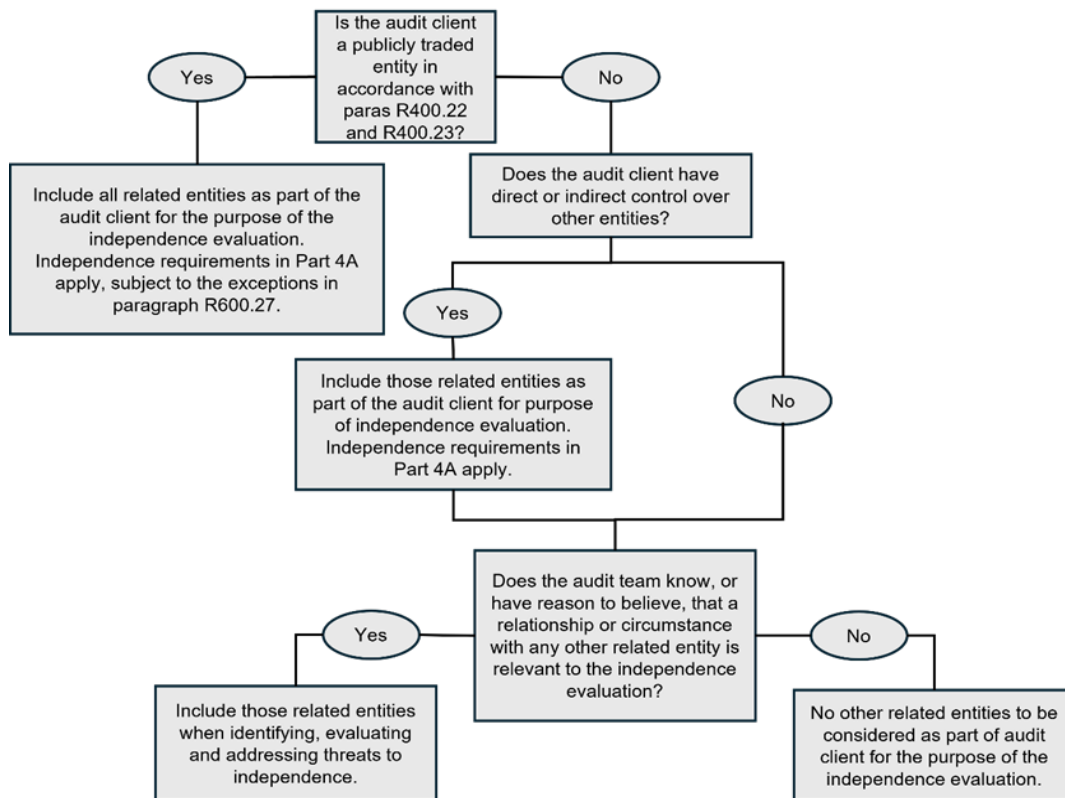 Is the audit client
a publicly traded
entity in
accordance with
paras R400.22
and R400.23?
Yes
No
Include all related entities as part of the
audit client for the purpose of the
independence evaluation.
Independence requirements in Part 4A
apply, subject to the exceptions in
paragraph R600.27.
Does the audit client have
direct or indirect control over
other entities?
Yes
No
Include those related entities as
part of the audit client for purpose
of independence evaluation.
Independence requirements in
Part 4A apply.
Does the audit team know, or
have reason to believe, that a
relationship or circumstance
with any other related entity is
relevant to the independence
evaluation?
Yes
No
Include those related entities
when identifying, evaluating
and addressing threats to
independence.
No other related entities to be
considered as part of audit
client for the purpose of the
independence evaluation.